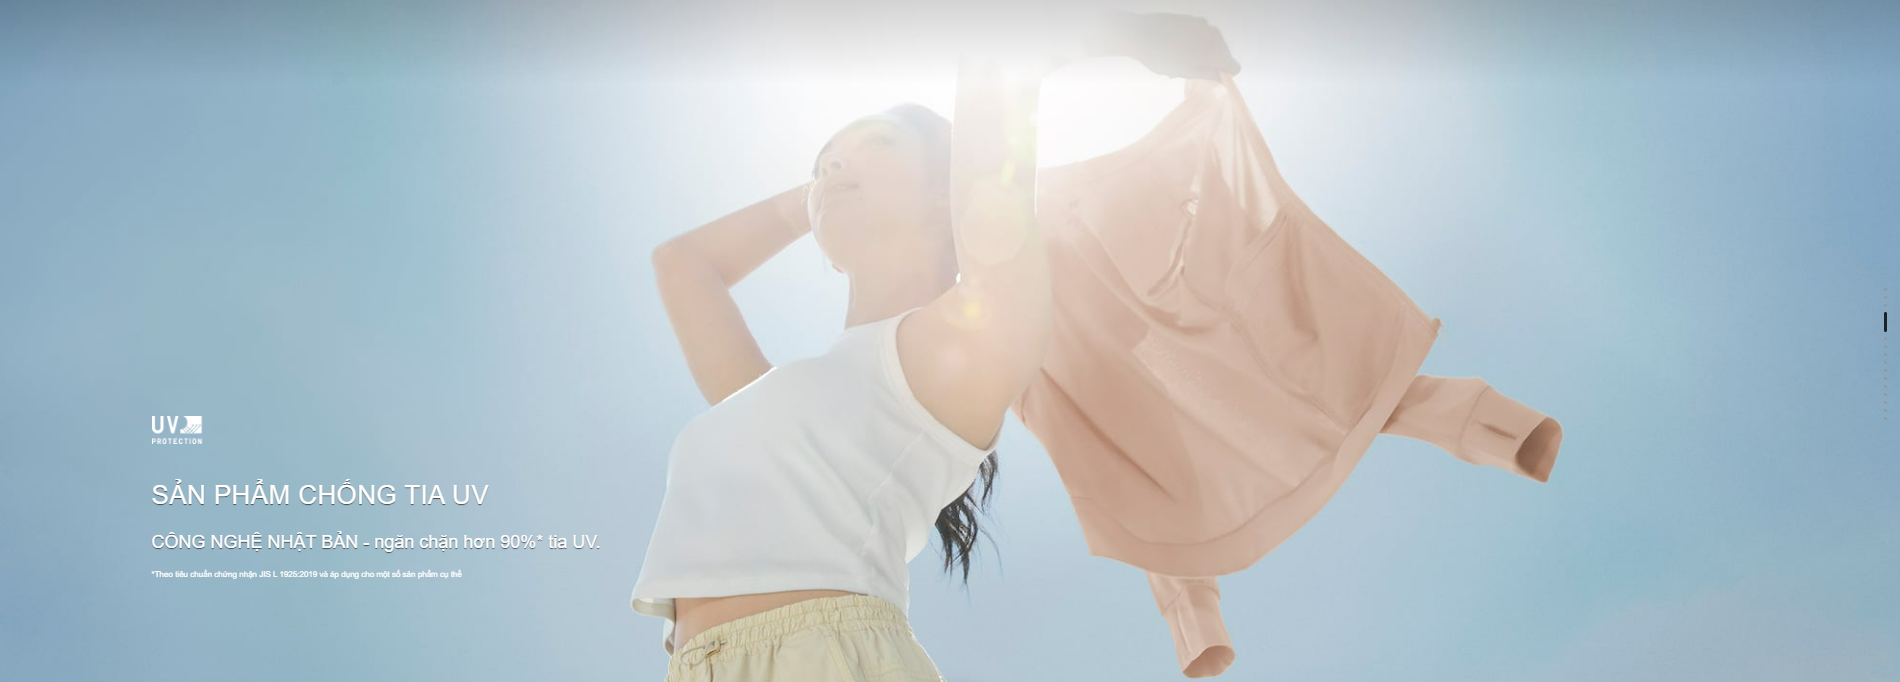 UV
PROTECTION
SẢN PHẨM CHỐNG TIA UV
CÔNG NGHỆ NHẬT BẢN - ngăn chặn hơn 90%* tia UV.
*Theo tiêu chuẩn chứng nhận JIS L 1925:2019 và áp dụng cho một số sản phẩm cụ thể